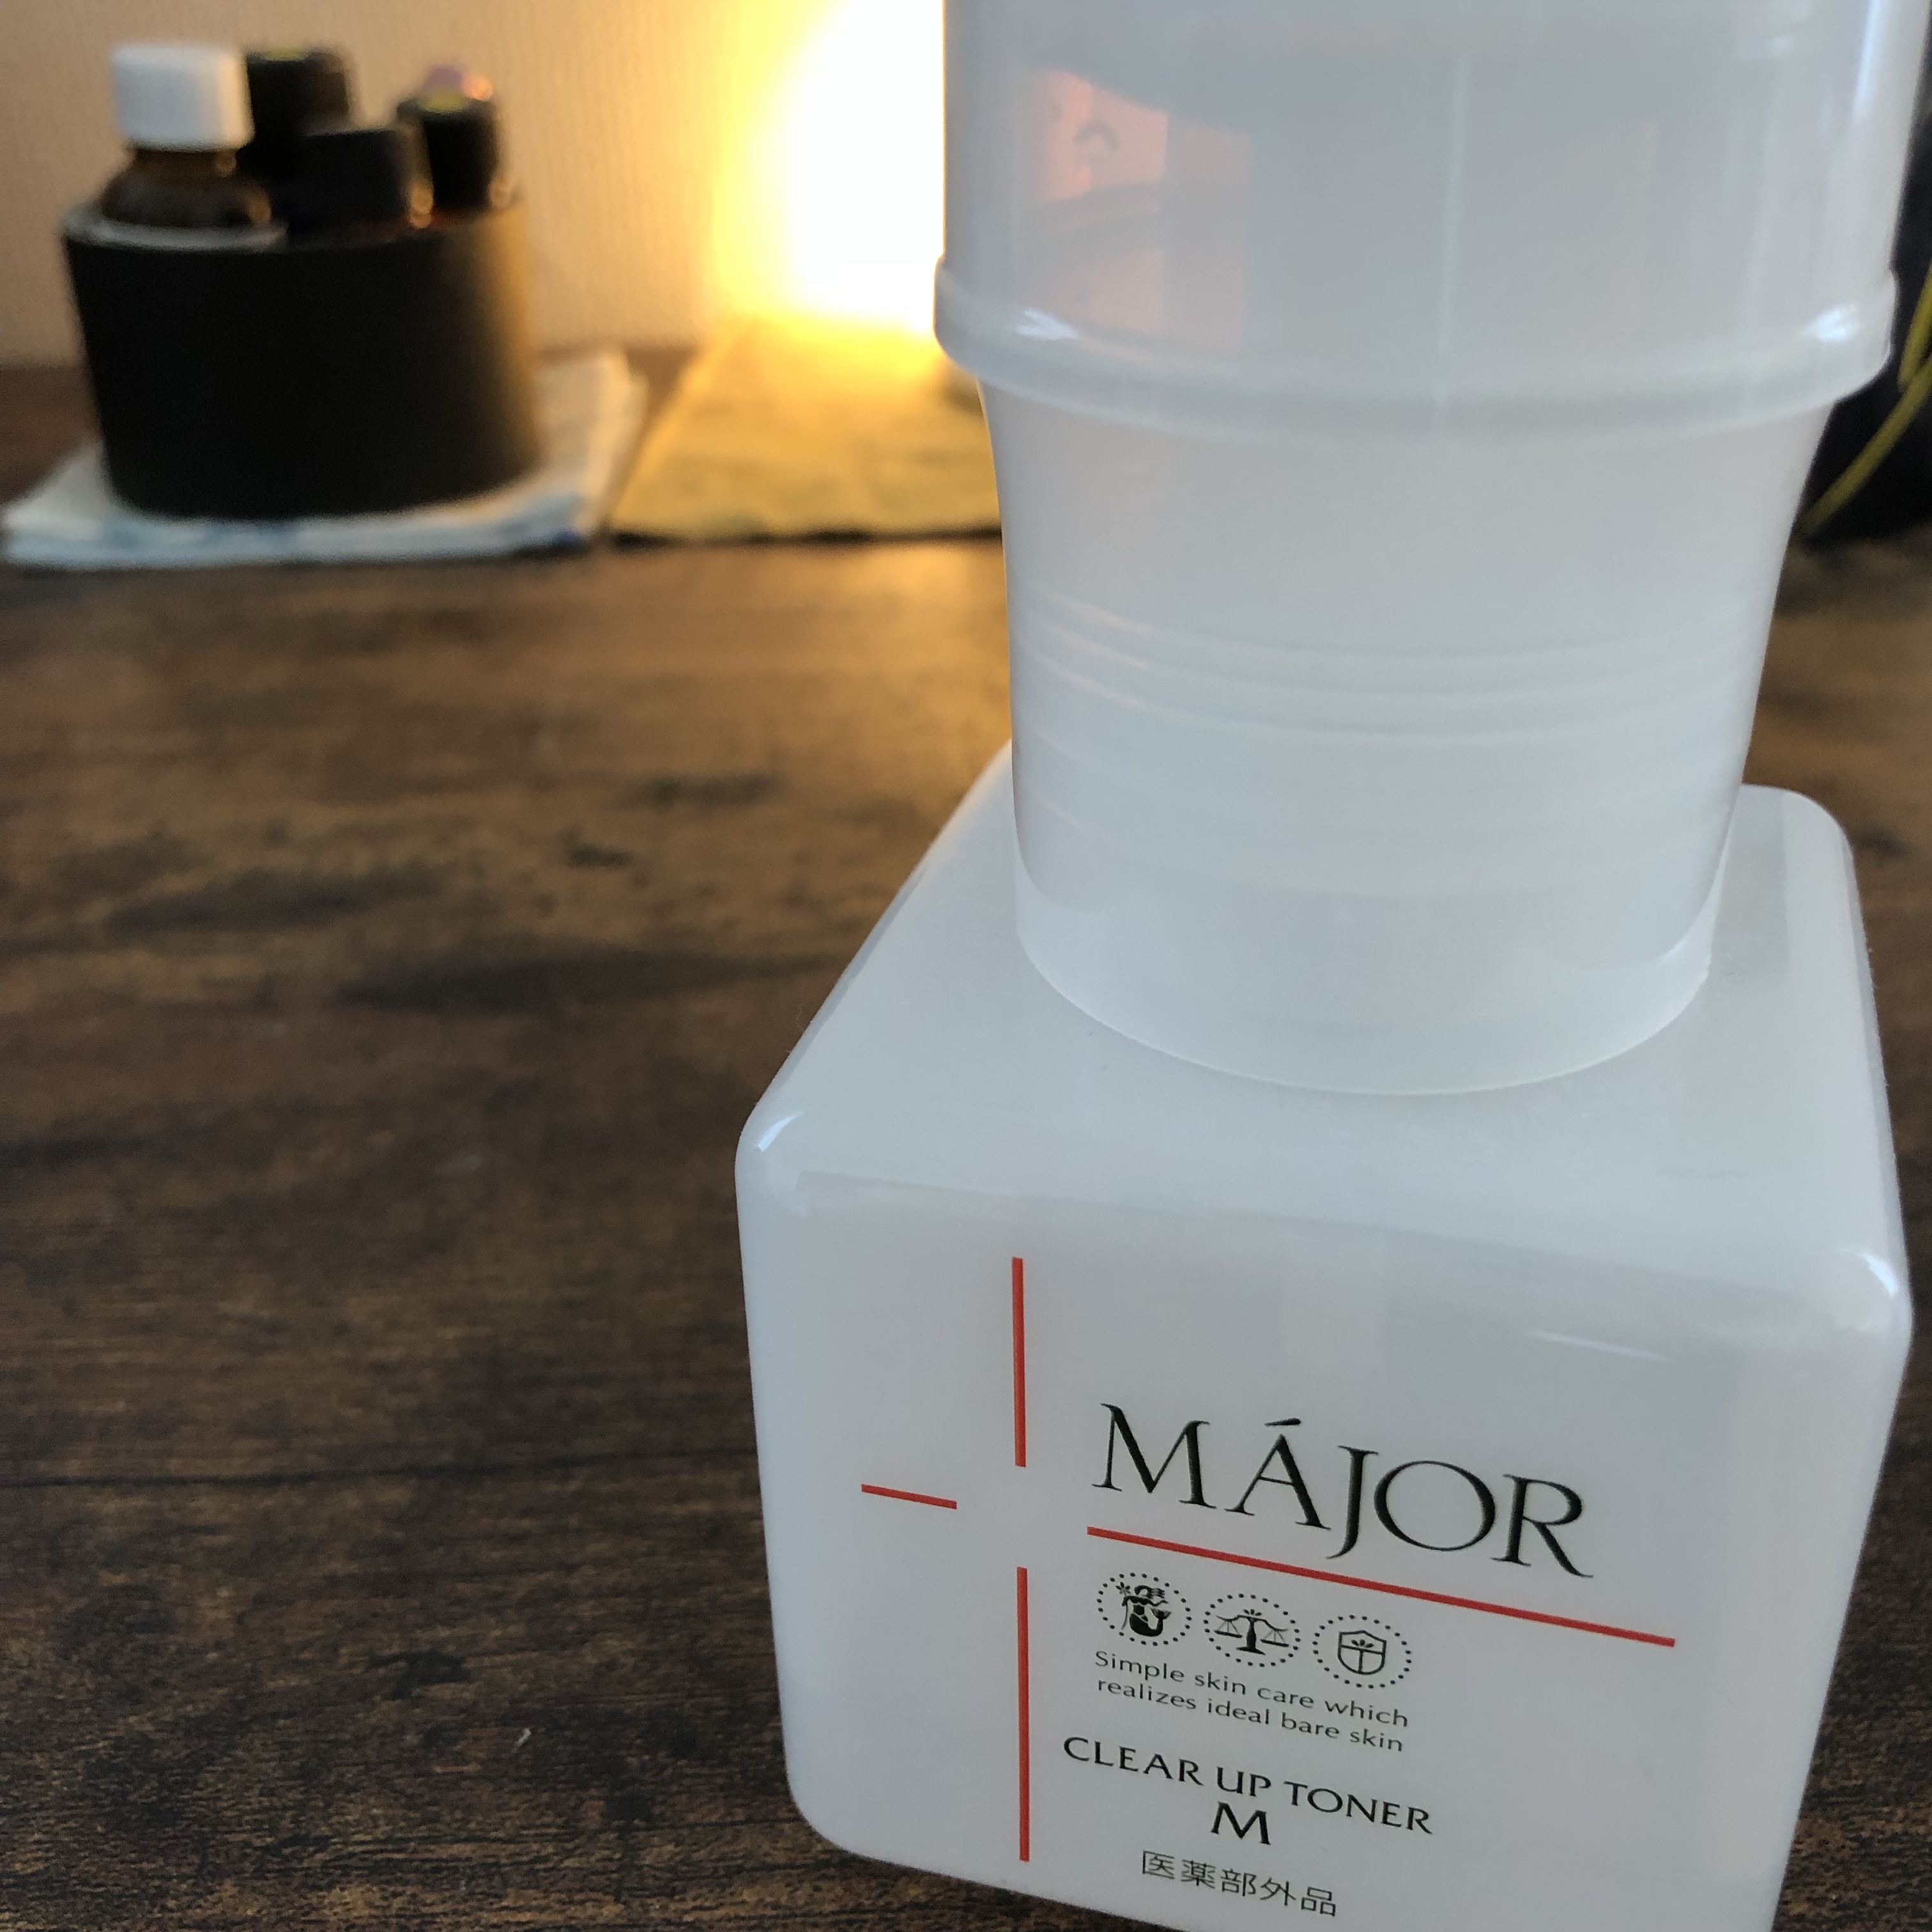 MÁJOR
Simple skin care which
realizes ideal bare skin
CLEAR UP TONER
M
医薬部外品